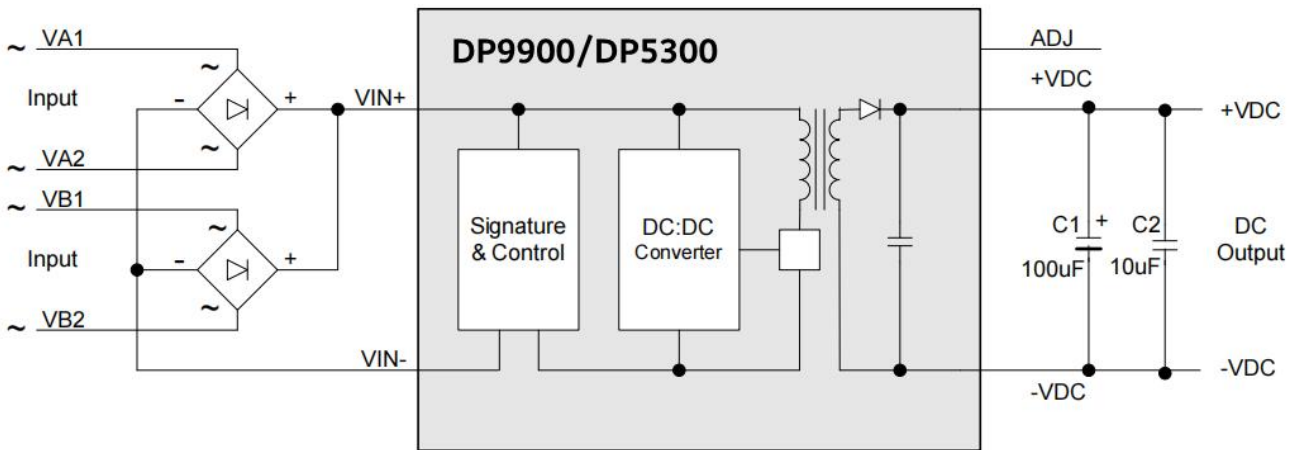 DP9900/DP5300
~ VA1
Input
~ VA2
~ VB1
Input
~ VB2
~
- +
~
~
- +
~
VIN+
VIN-
Signature
& Control
DC:DC
Converter
ADJ
+VDC
-VDC
C1 +
100uF
C2
10uF
+VDC
DC
Output
-VDC